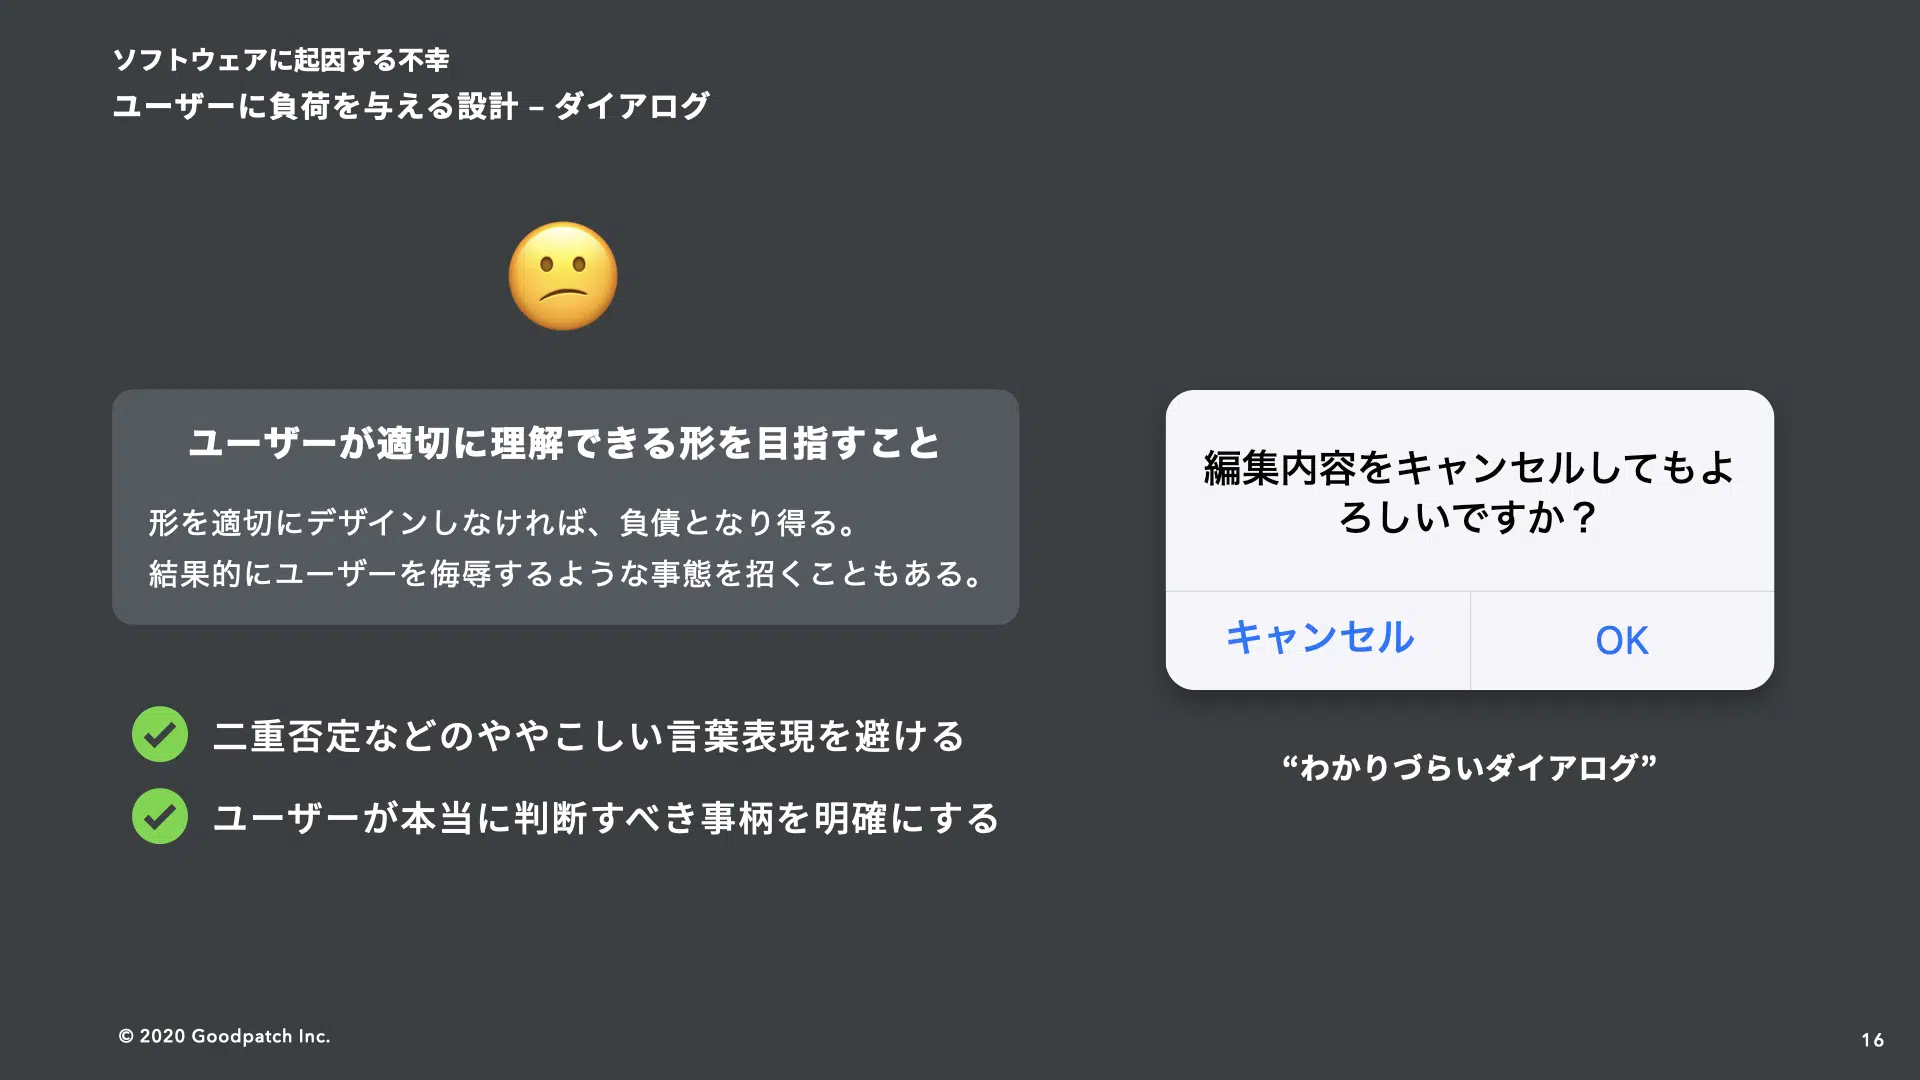 ソフトウェアに起因する不幸
ユーザーに負荷を与える設計 – ダイアログ
ユーザーが適切に理解できる形を目指すこと
形を適切にデザインしなければ、負債となり得る。
結果的にユーザーを侮辱するような事態を招くこともある。
二重否定などのややこしい言葉表現を避ける
ユーザーが本当に判断すべき事柄を明確にする
編集内容をキャンセルしてもよ
ろしいですか？
キャンセル
OK
“わかりづらいダイアログ”
© 2020 Goodpatch Inc.
16